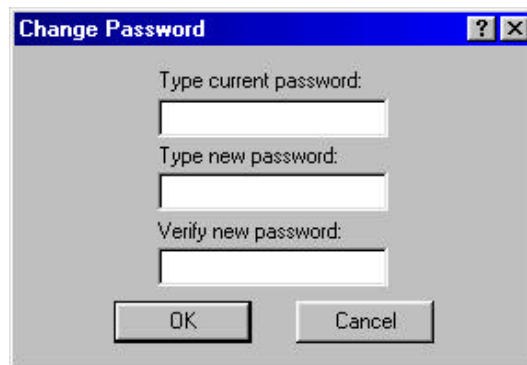 Change Password ? ×
Type current password:
Type new password:
Verify new password:
OK Cancel